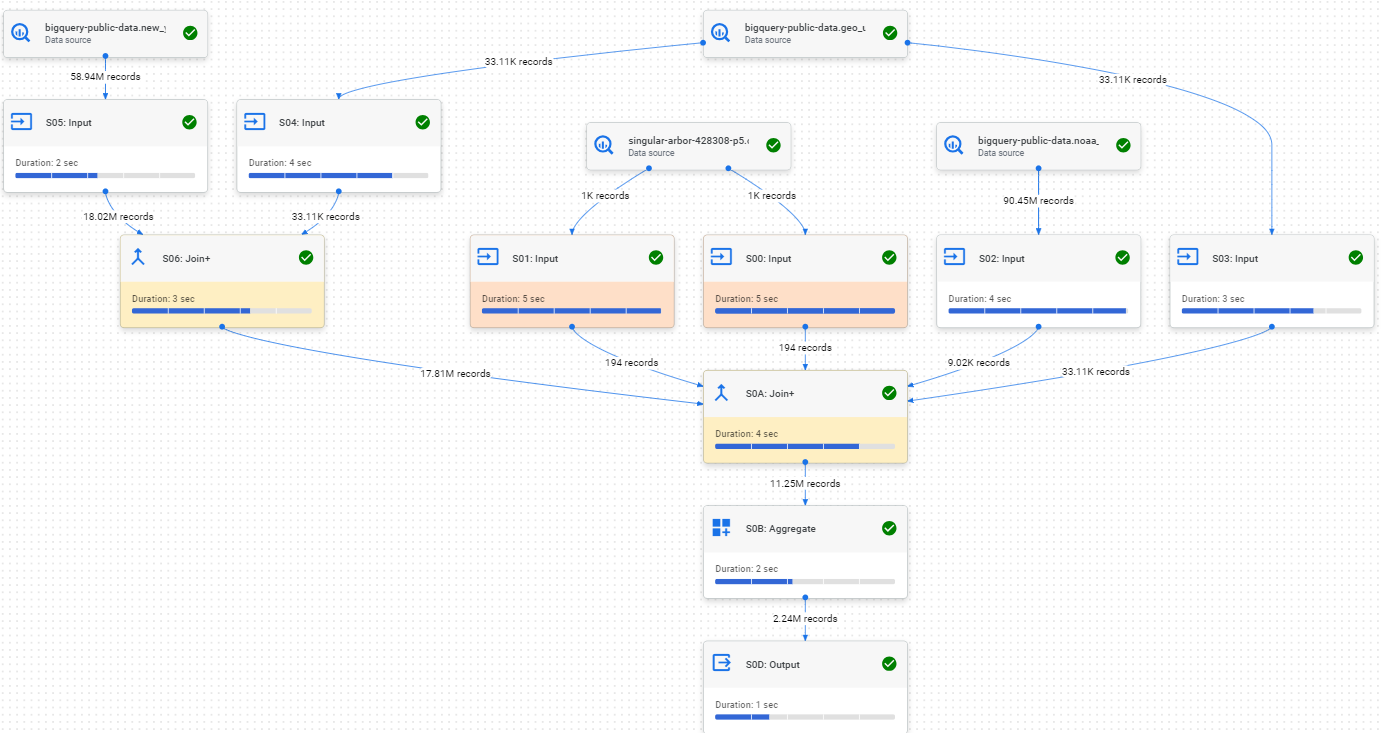 bigquery-public-data.new_
Data source
bigquery-public-data.geo_u
Data source
33.11K records
58.94M records
33.11K records
S05: Input
S04: Input
singular-arbor-428308-p5.
Data source
bigquery-public-data.noaa_
Data source
Duration: 2 sec
Duration: 4 sec
1K records
1K records
90.45M records
18.02M records
33.11K records
S06: Join+
S01: Input
S00: Input
S02: Input
S03: Input
Duration: 3 sec
Duration: 5 sec
Duration: 5 sec
Duration: 4 sec
Duration: 3 sec
194 records
194 records
9.02K records
17.81M records
33.11K records
S0A: Join+
Duration: 4 sec
11.25M records
S0B: Aggregate
Duration: 2 sec
2.24M records
S0D: Output
Duration: 1 sec